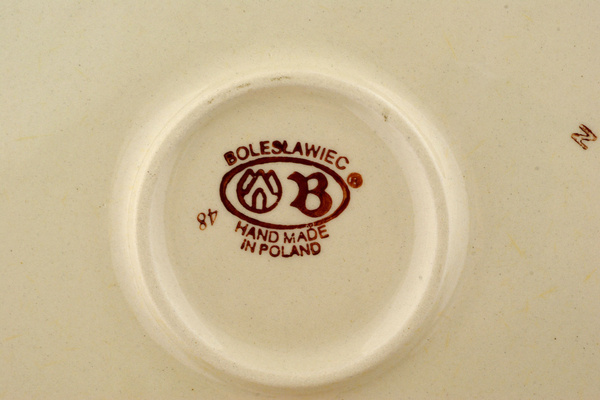 BOLESŁAWIEC
®
B
48
HAND MADE
IN POLAND
N